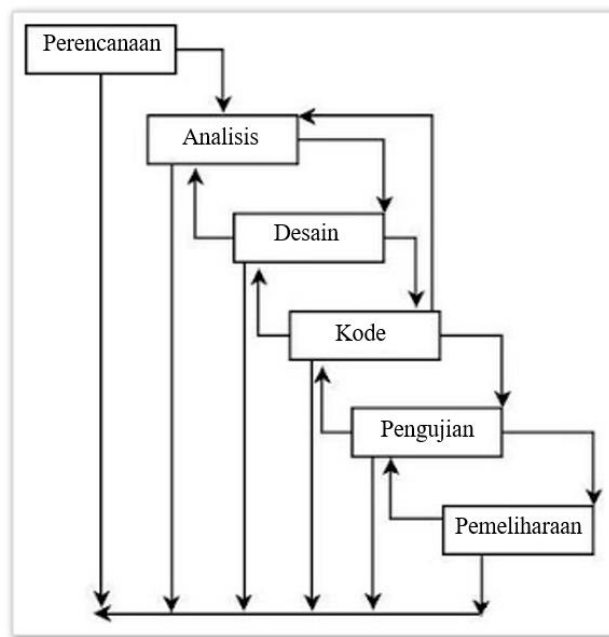 Perencanaan
Analisis
Desain
Kode
Pengujian
Pemeliharaan